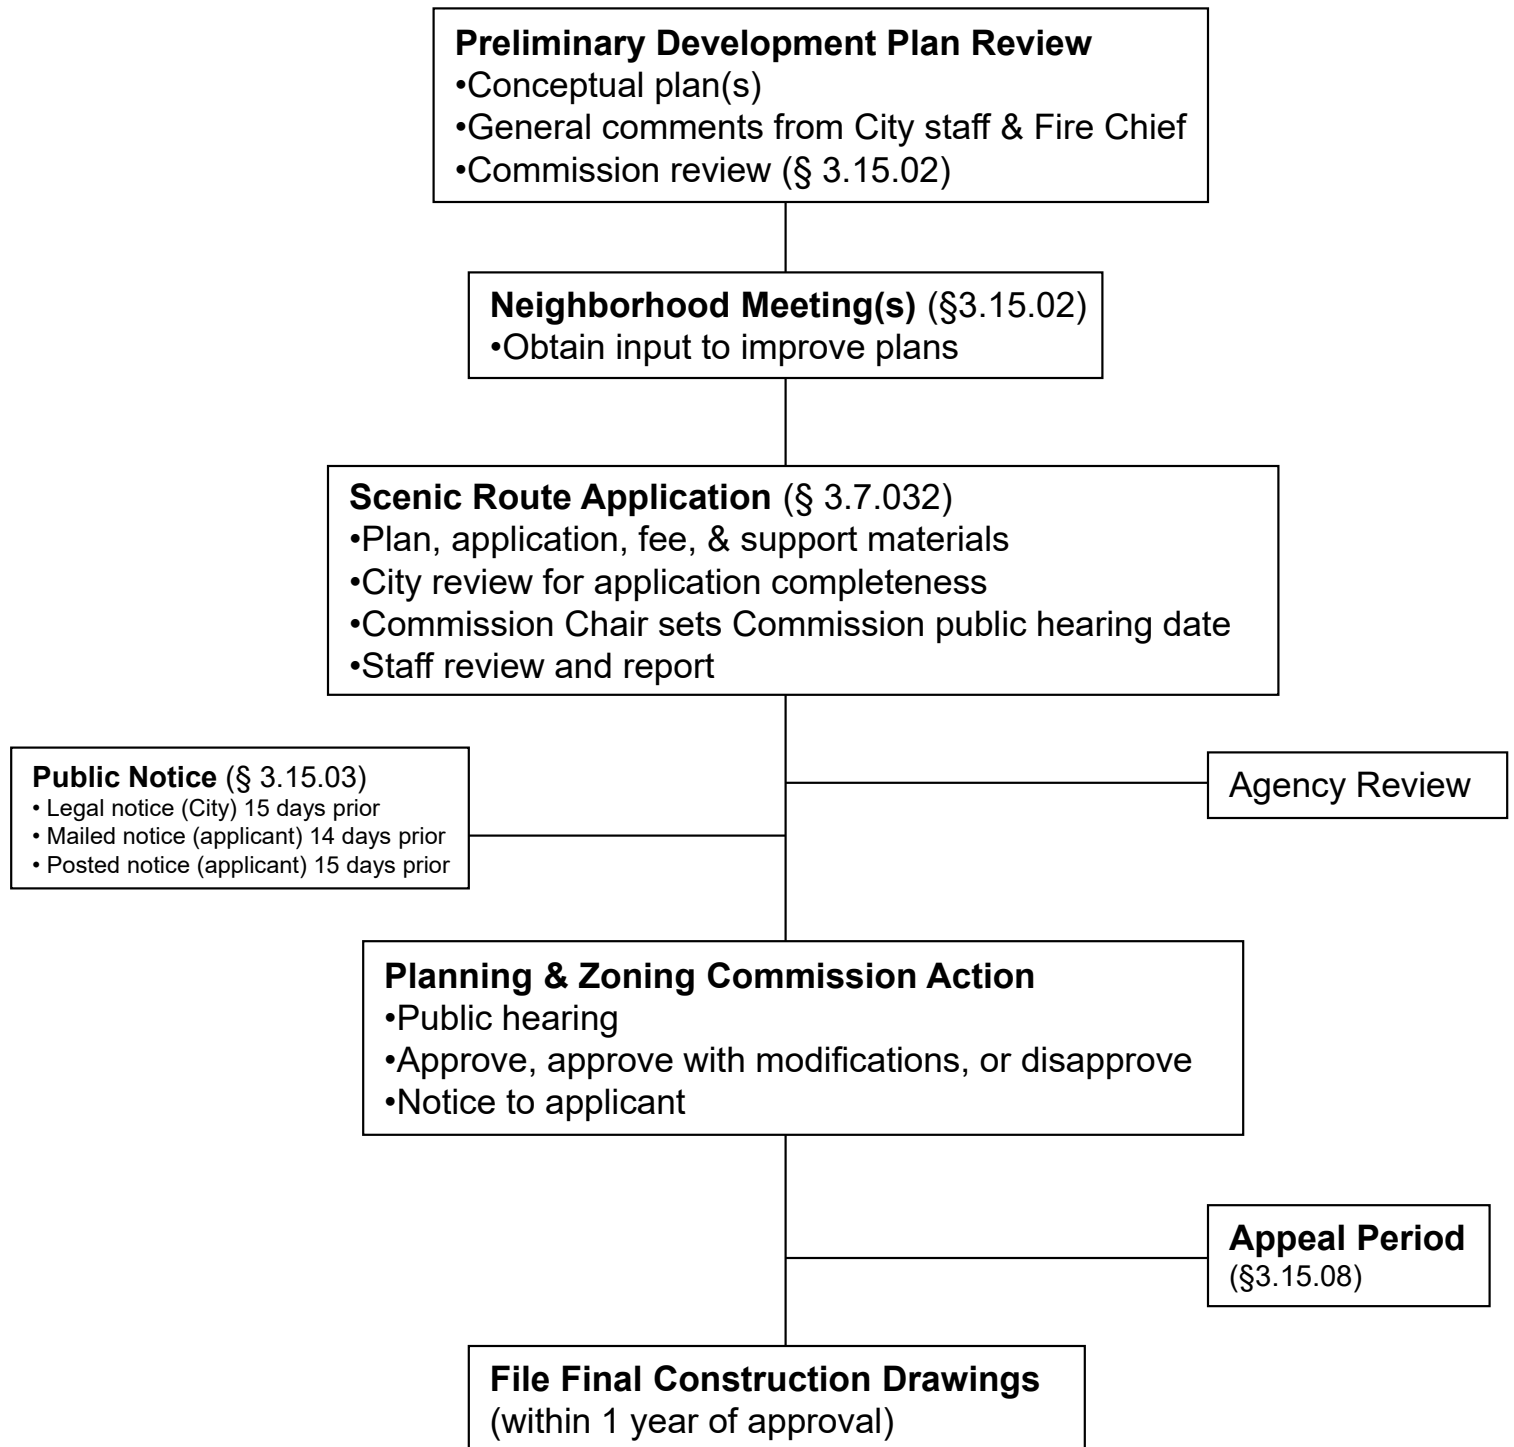 Preliminary Development Plan Review
•Conceptual plan(s)
•General comments from City staff & Fire Chief
•Commission review (§ 3.15.02)
Neighborhood Meeting(s) (§3.15.02)
•Obtain input to improve plans
Scenic Route Application (§ 3.7.032)
•Plan, application, fee, & support materials
•City review for application completeness
•Commission Chair sets Commission public hearing date
•Staff review and report
Public Notice (§ 3.15.03)
• Legal notice (City) 15 days prior
• Mailed notice (applicant) 14 days prior
• Posted notice (applicant) 15 days prior
Agency Review
Planning & Zoning Commission Action
•Public hearing
•Approve, approve with modifications, or disapprove
•Notice to applicant
Appeal Period
(§3.15.08)
File Final Construction Drawings
(within 1 year of approval)